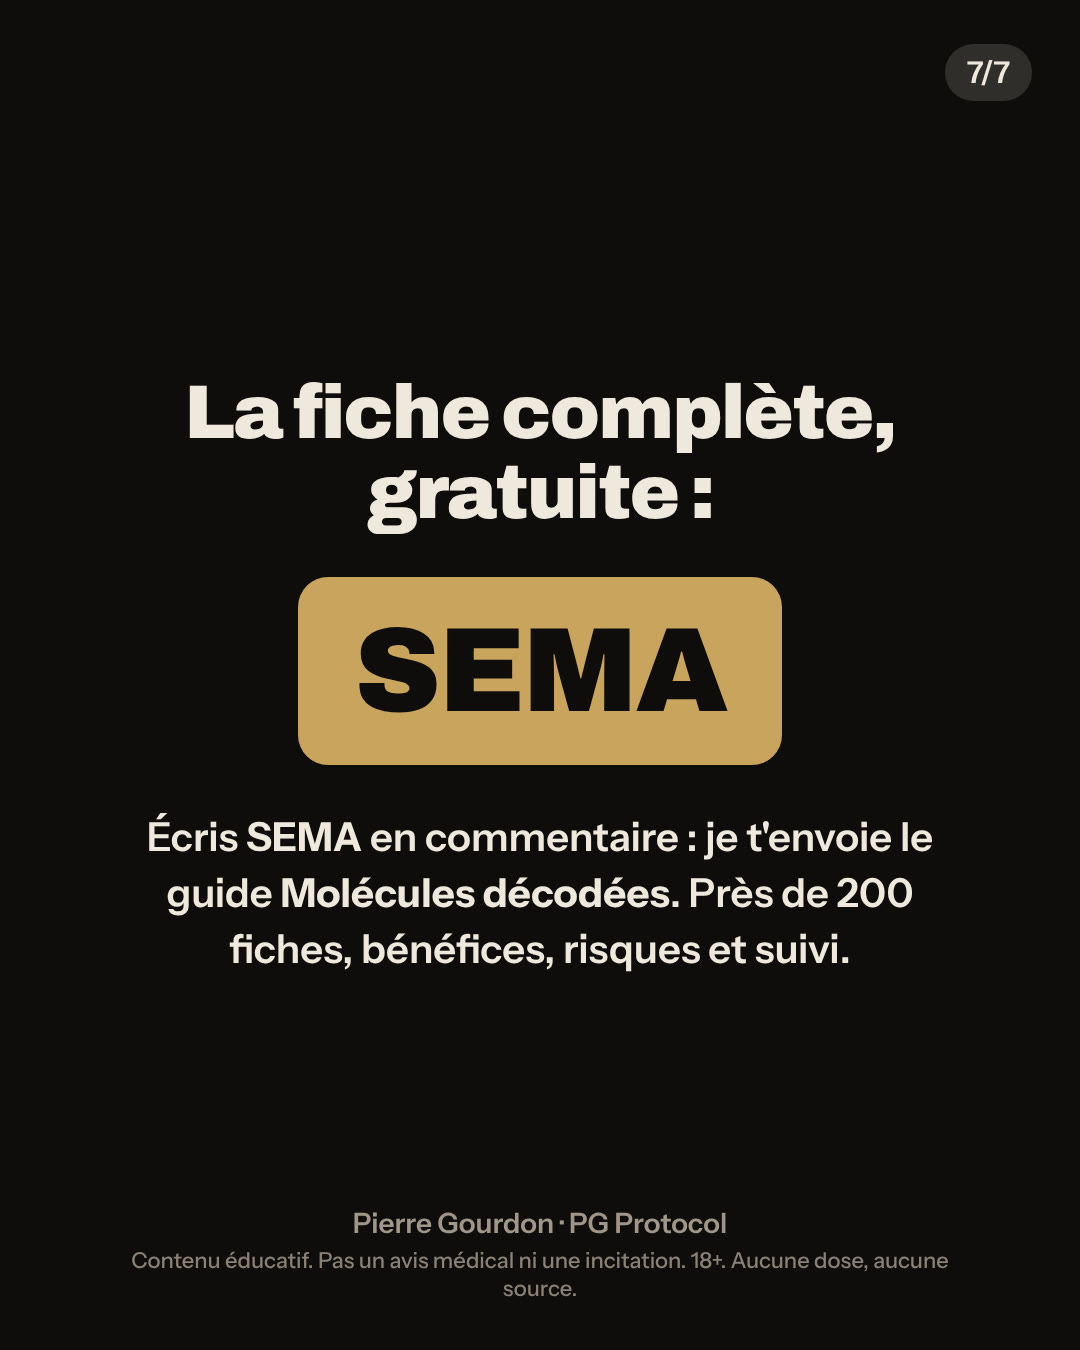 7/7
La fiche complète,
gratuite :
SEMA
Écris SEMA en commentaire : je t'envoie le
guide Molécules décodées. Près de 200
fiches, bénéfices, risques et suivi.
Pierre Gourdon · PG Protocol
Contenu éducatif. Pas un avis médical ni une incitation. 18+. Aucune dose, aucune
source.